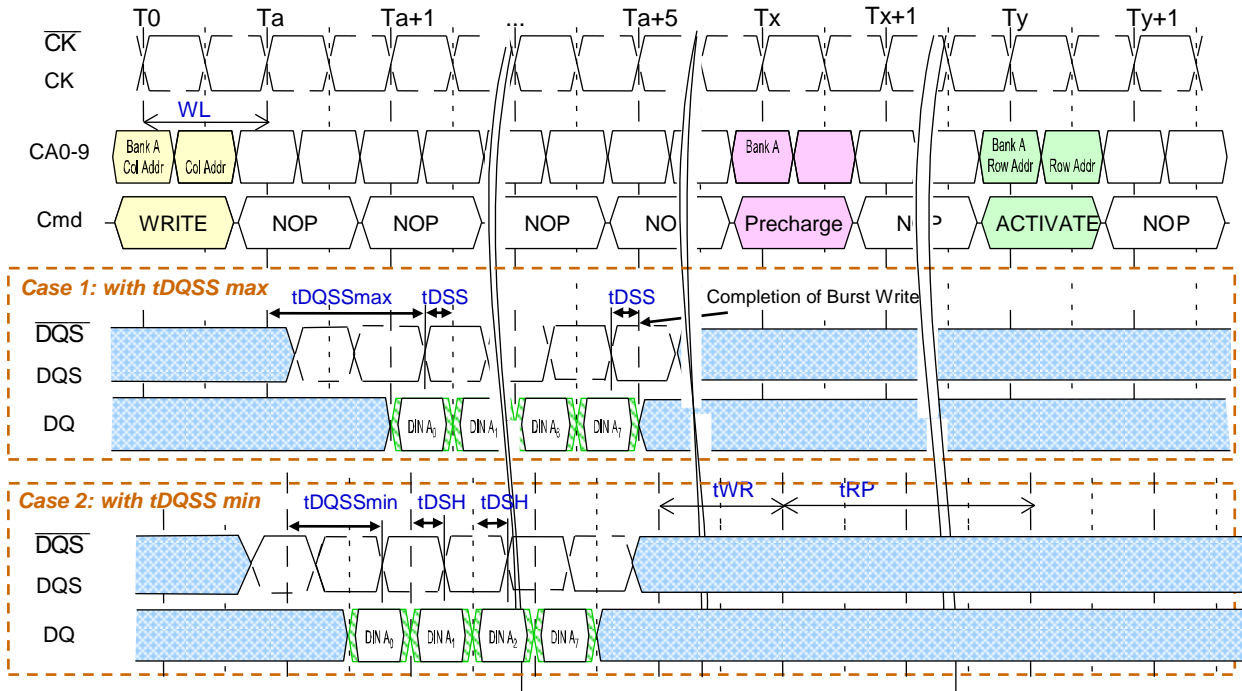 T0 Ta Ta+1 ... Ta+5 Tx Tx+1 Ty Ty+1
CK
CK
WL
CA0-9 Bank A Col Addr Col Addr Bank A Bank A Row Addr Row Addr
Cmd WRITE NOP NOP NOP Precharge ACTIVATE NOP
Case 1: with tDQSS max
tDQSSmax tDSS tDSS Completion of Burst Write
DQS
DQS
DQ DIN A0 DIN A1 DIN A7
Case 2: with tDQSS min
tDQSSmin tDSH tDSH tWR tRP
DQS
DQS
DQ DIN A0 DIN A1 DIN A2 DIN A7